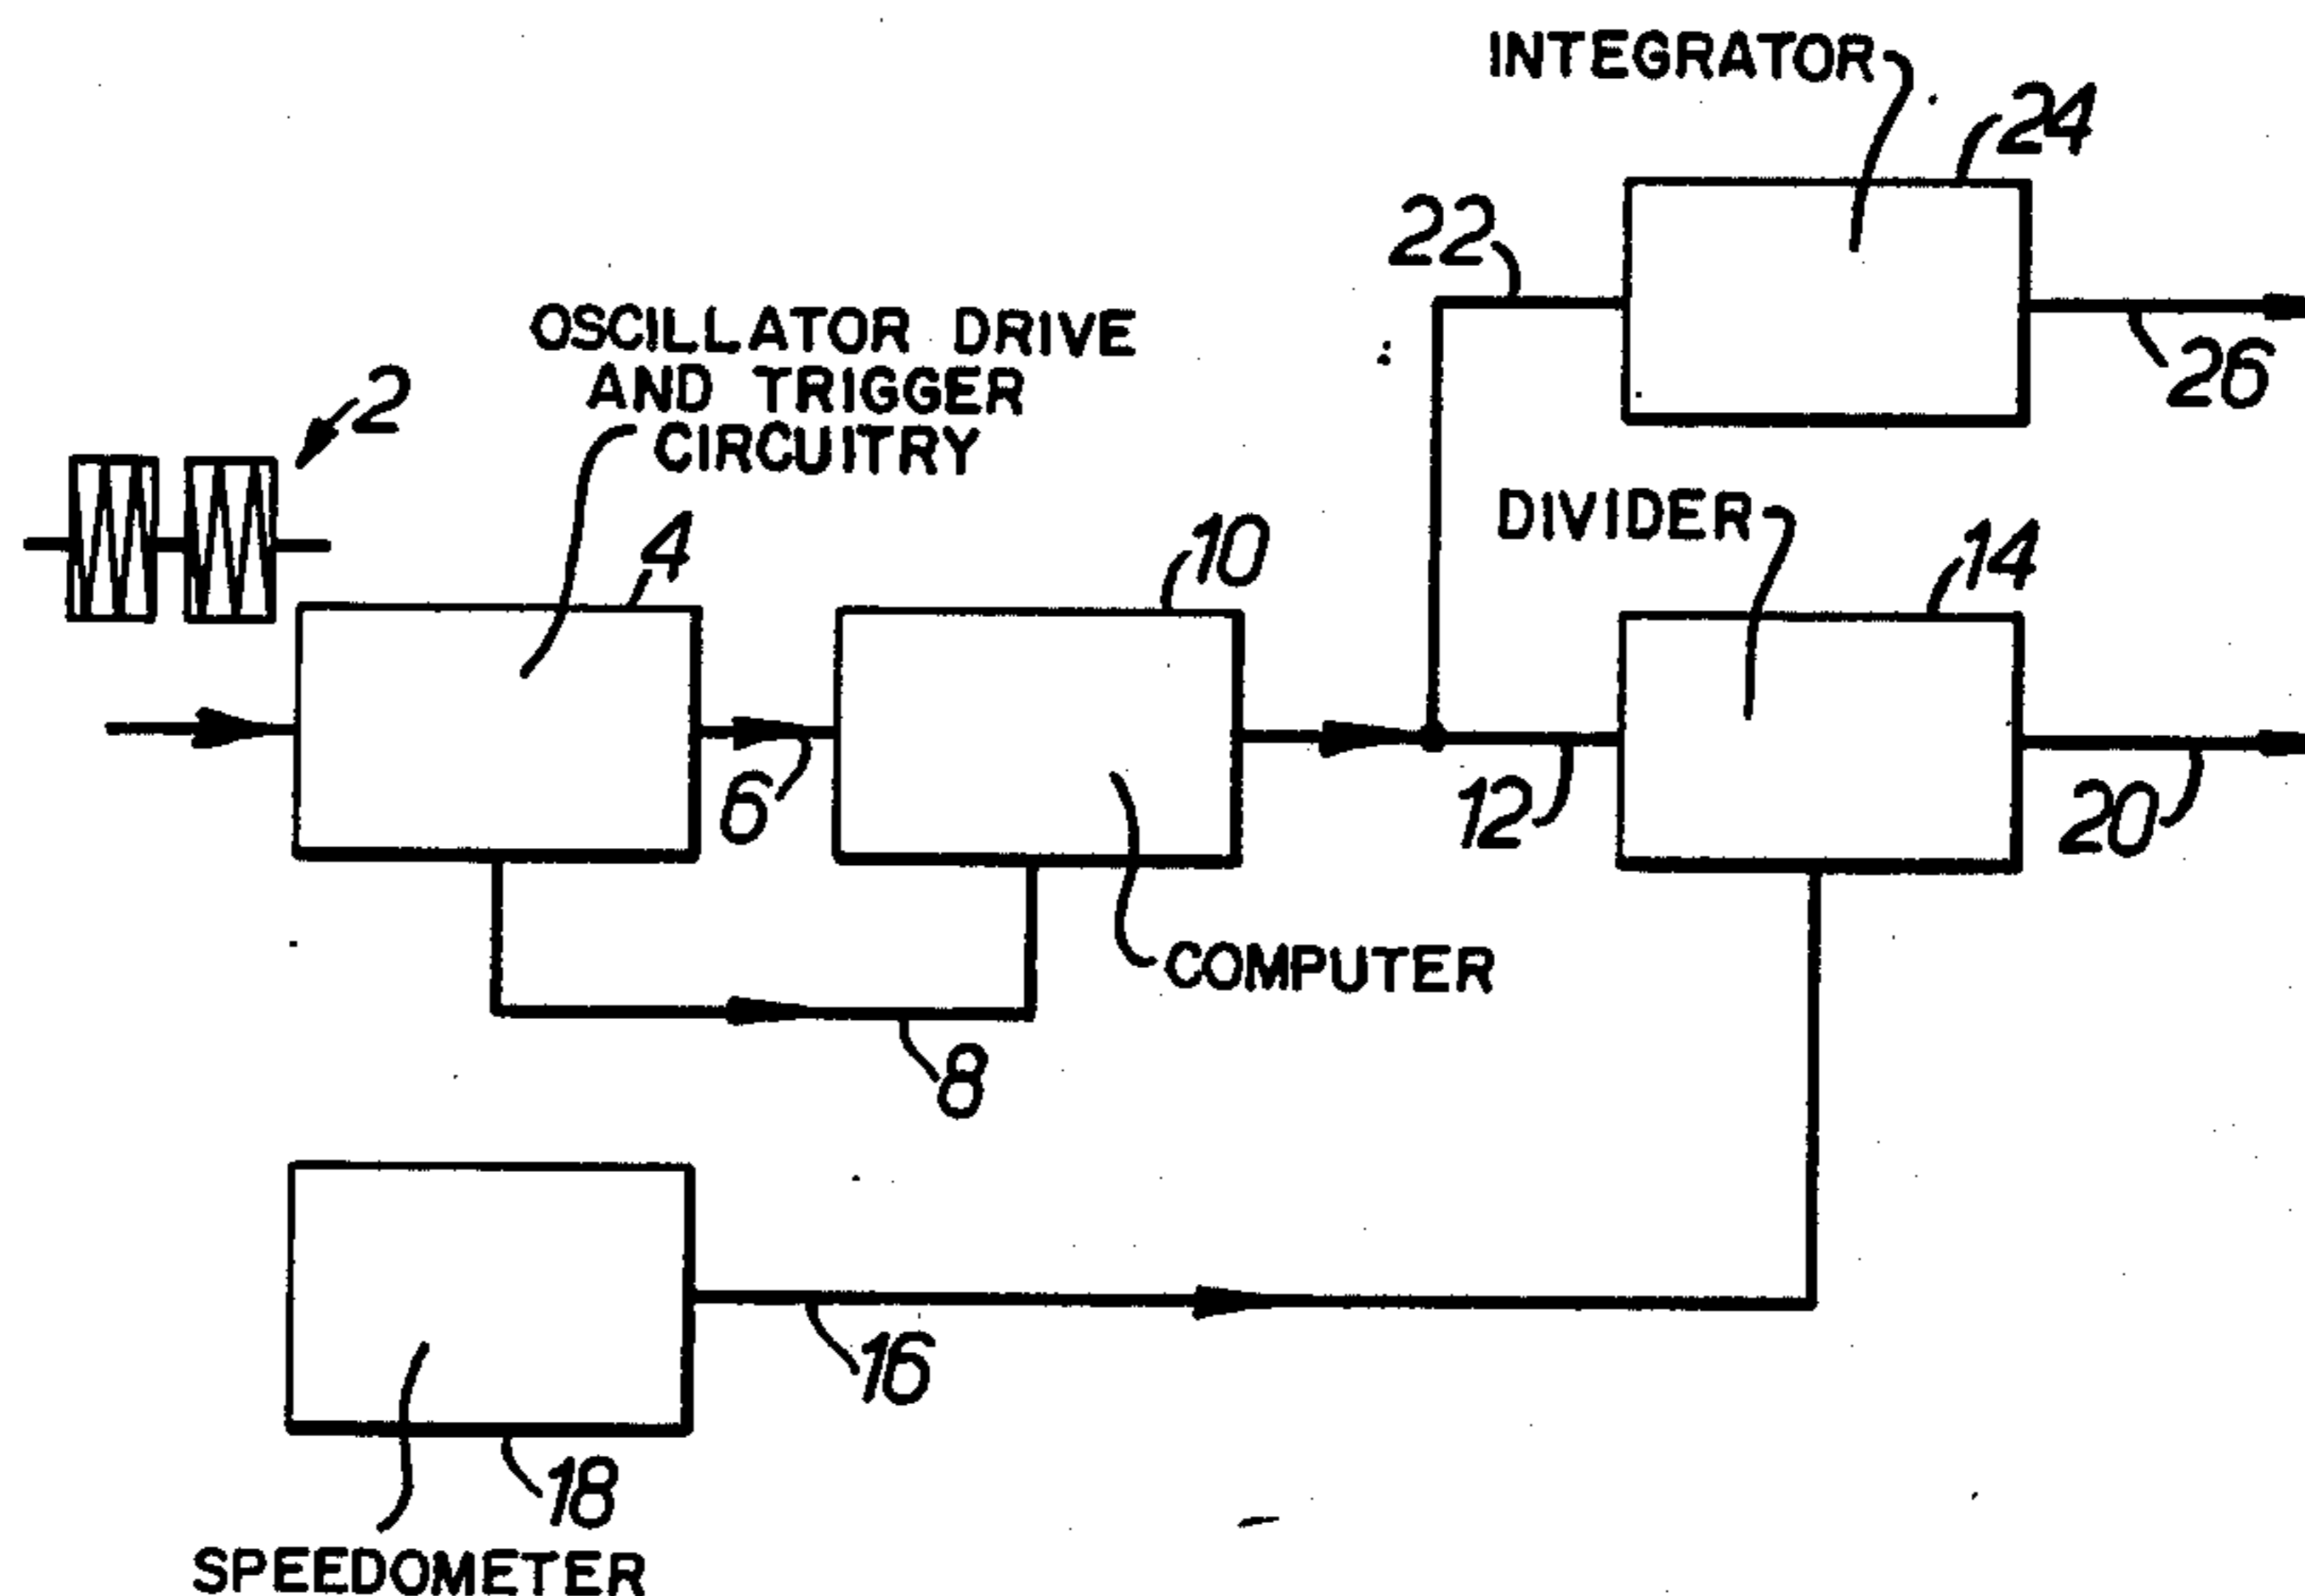 INTEGRATOR
24
22
26
OSCILLATOR DRIVE
AND TRIGGER
CIRCUITRY
2
4
10
DIVIDER
14
6
12
20
COMPUTER
8
16
18
SPEEDOMETER